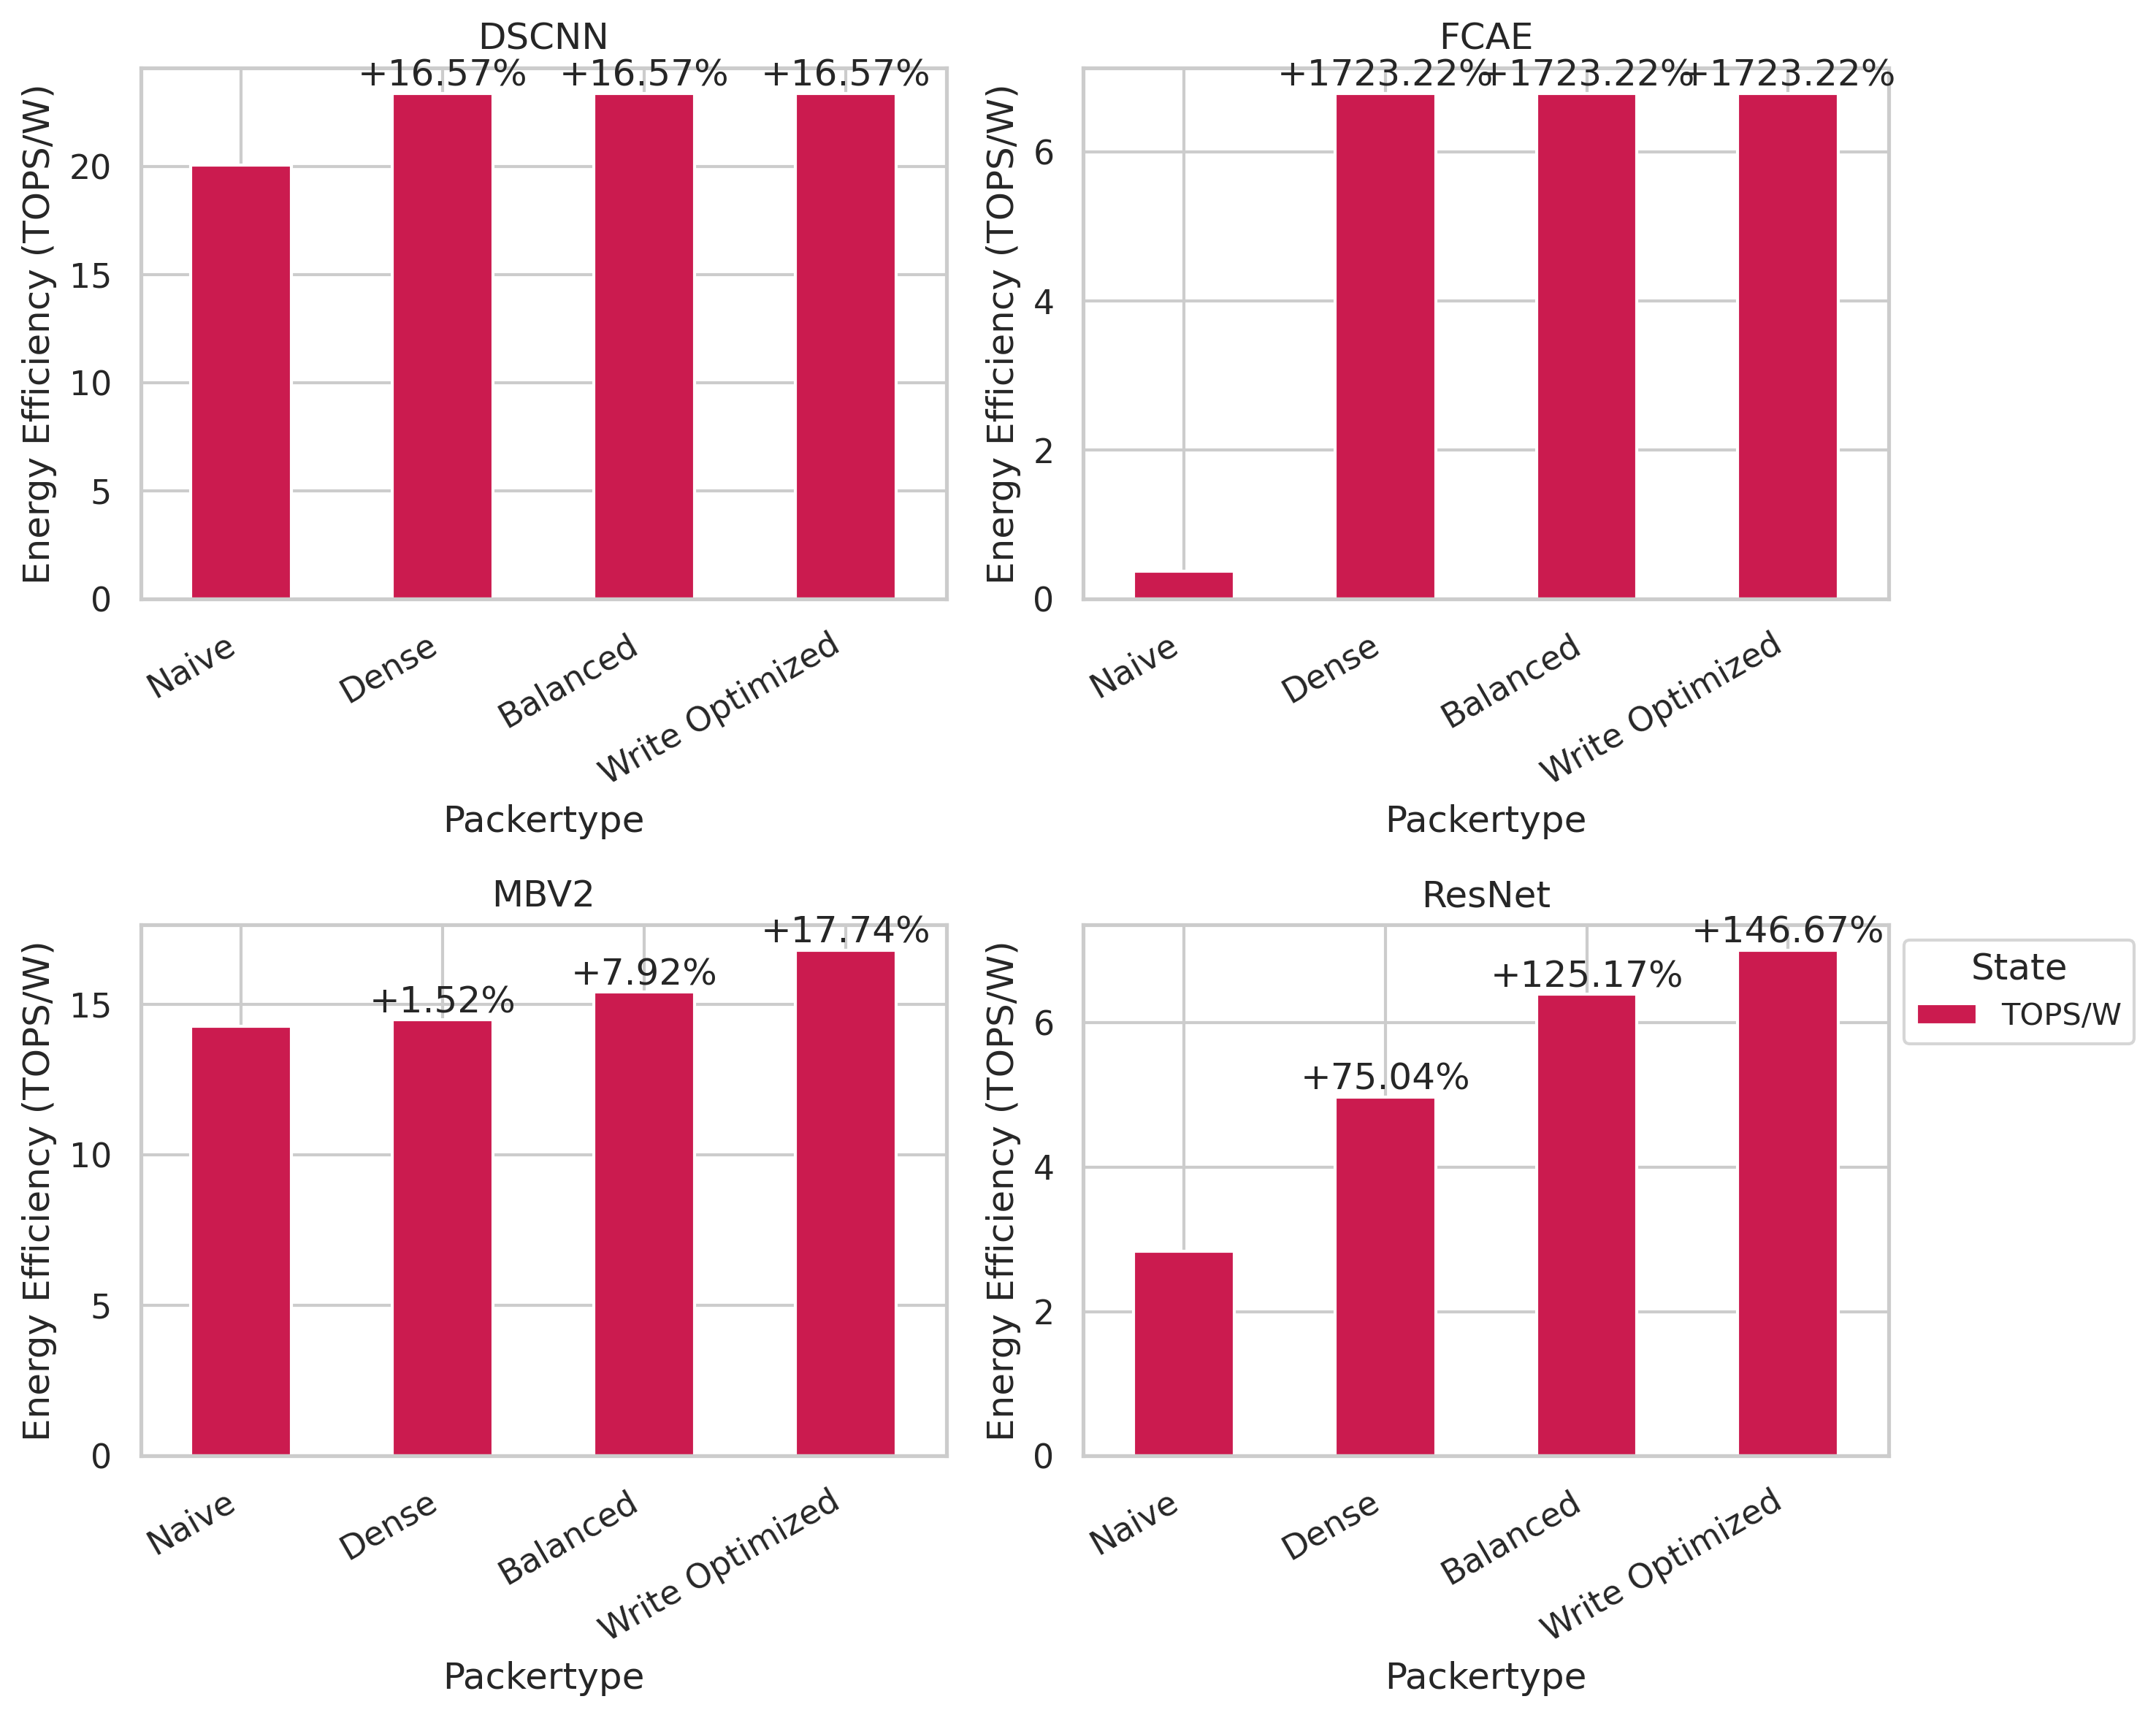 DSCNN
+16.57% +16.57% +16.57%
Energy Efficiency (TOPS/W)
20
15
10
5
0
Naive
Dense
Balanced
Write Optimized
Packertype
FCAE
+1723.22% +1723.22% +1723.22%
Energy Efficiency (TOPS/W)
6
4
2
0
Naive
Dense
Balanced
Write Optimized
Packertype
MBV2
+1.52%
+7.92%
+17.74%
Energy Efficiency (TOPS/W)
15
10
5
0
Naive
Dense
Balanced
Write Optimized
Packertype
ResNet
+75.04%
+125.17%
+146.67%
Energy Efficiency (TOPS/W)
6
4
2
0
Naive
Dense
Balanced
Write Optimized
Packertype
State
TOPS/W